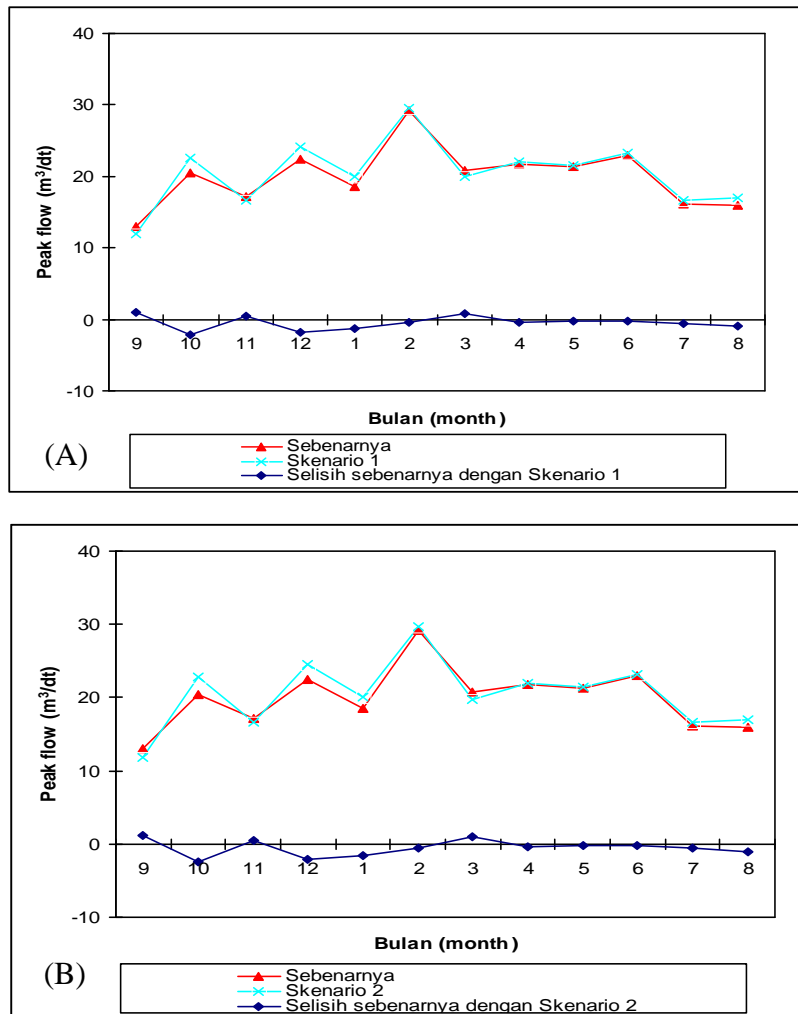 40
30
20
10
0
-10
Peak flow (m³/dt)
9 10 11 12 1 2 3 4 5 6 7 8
Bulan (month)
(A)
Sebenarnya
Skenario 1
Selisih sebenarnya dengan Skenario 1
40
30
20
10
0
-10
Peak flow (m³/dt)
9 10 11 12 1 2 3 4 5 6 7 8
Bulan (month)
(B)
Sebenarnya
Skenario 2
Selisih sebenarnya dengan Skenario 2